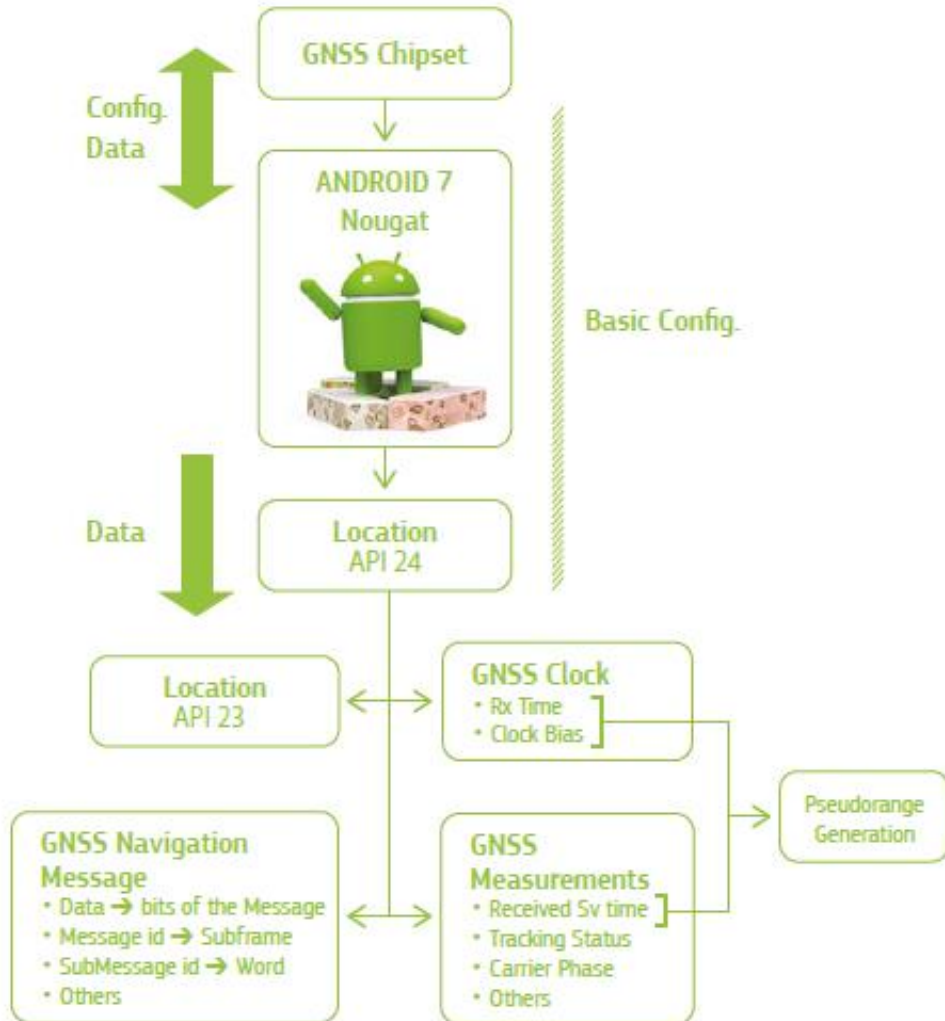 GNSS Chipset
Config.
Data
ANDROID 7
Nougat
Basic Config.
Data
Location
API 24
Location
API 23
GNSS Clock
• Rx Time
• Clock Bias
Pseudorange
Generation
GNSS Navigation
Message
• Data ➔ bits of the Message
• Message id ➔ Subframe
• SubMessage id ➔ Word
• Others
GNSS
Measurements
• Received Sv time
• Tracking Status
• Carrier Phase
• Others